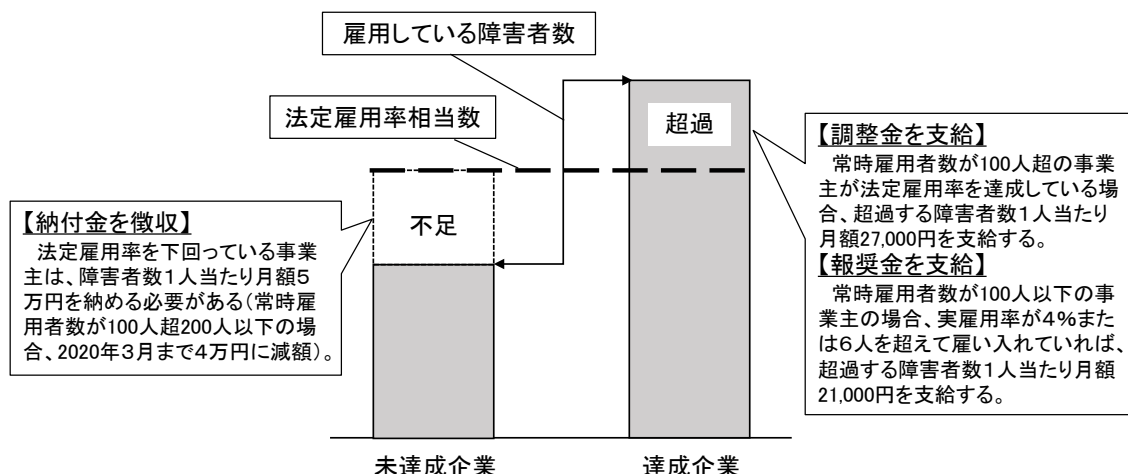 雇用している障害者数
法定雇用率相当数
超過
不足
【納付金を徴収】
法定雇用率を下回っている事業
主は、障害者数1人当たり月額5
万円を納める必要がある（常時雇
用者数が100人超200人以下の場
合、2020年3月まで4万円に減額）。
【調整金を支給】
常時雇用者数が100人超の事業
主が法定雇用率を達成している場
合、超過する障害者数1人当たり
月額27,000円を支給する。
【報奨金を支給】
常時雇用者数が100人以下の事
業主の場合、実雇用率が4％また
は6人を超えて雇い入れていれば、
超過する障害者数1人当たり月額
21,000円を支給する。
未達成企業
達成企業